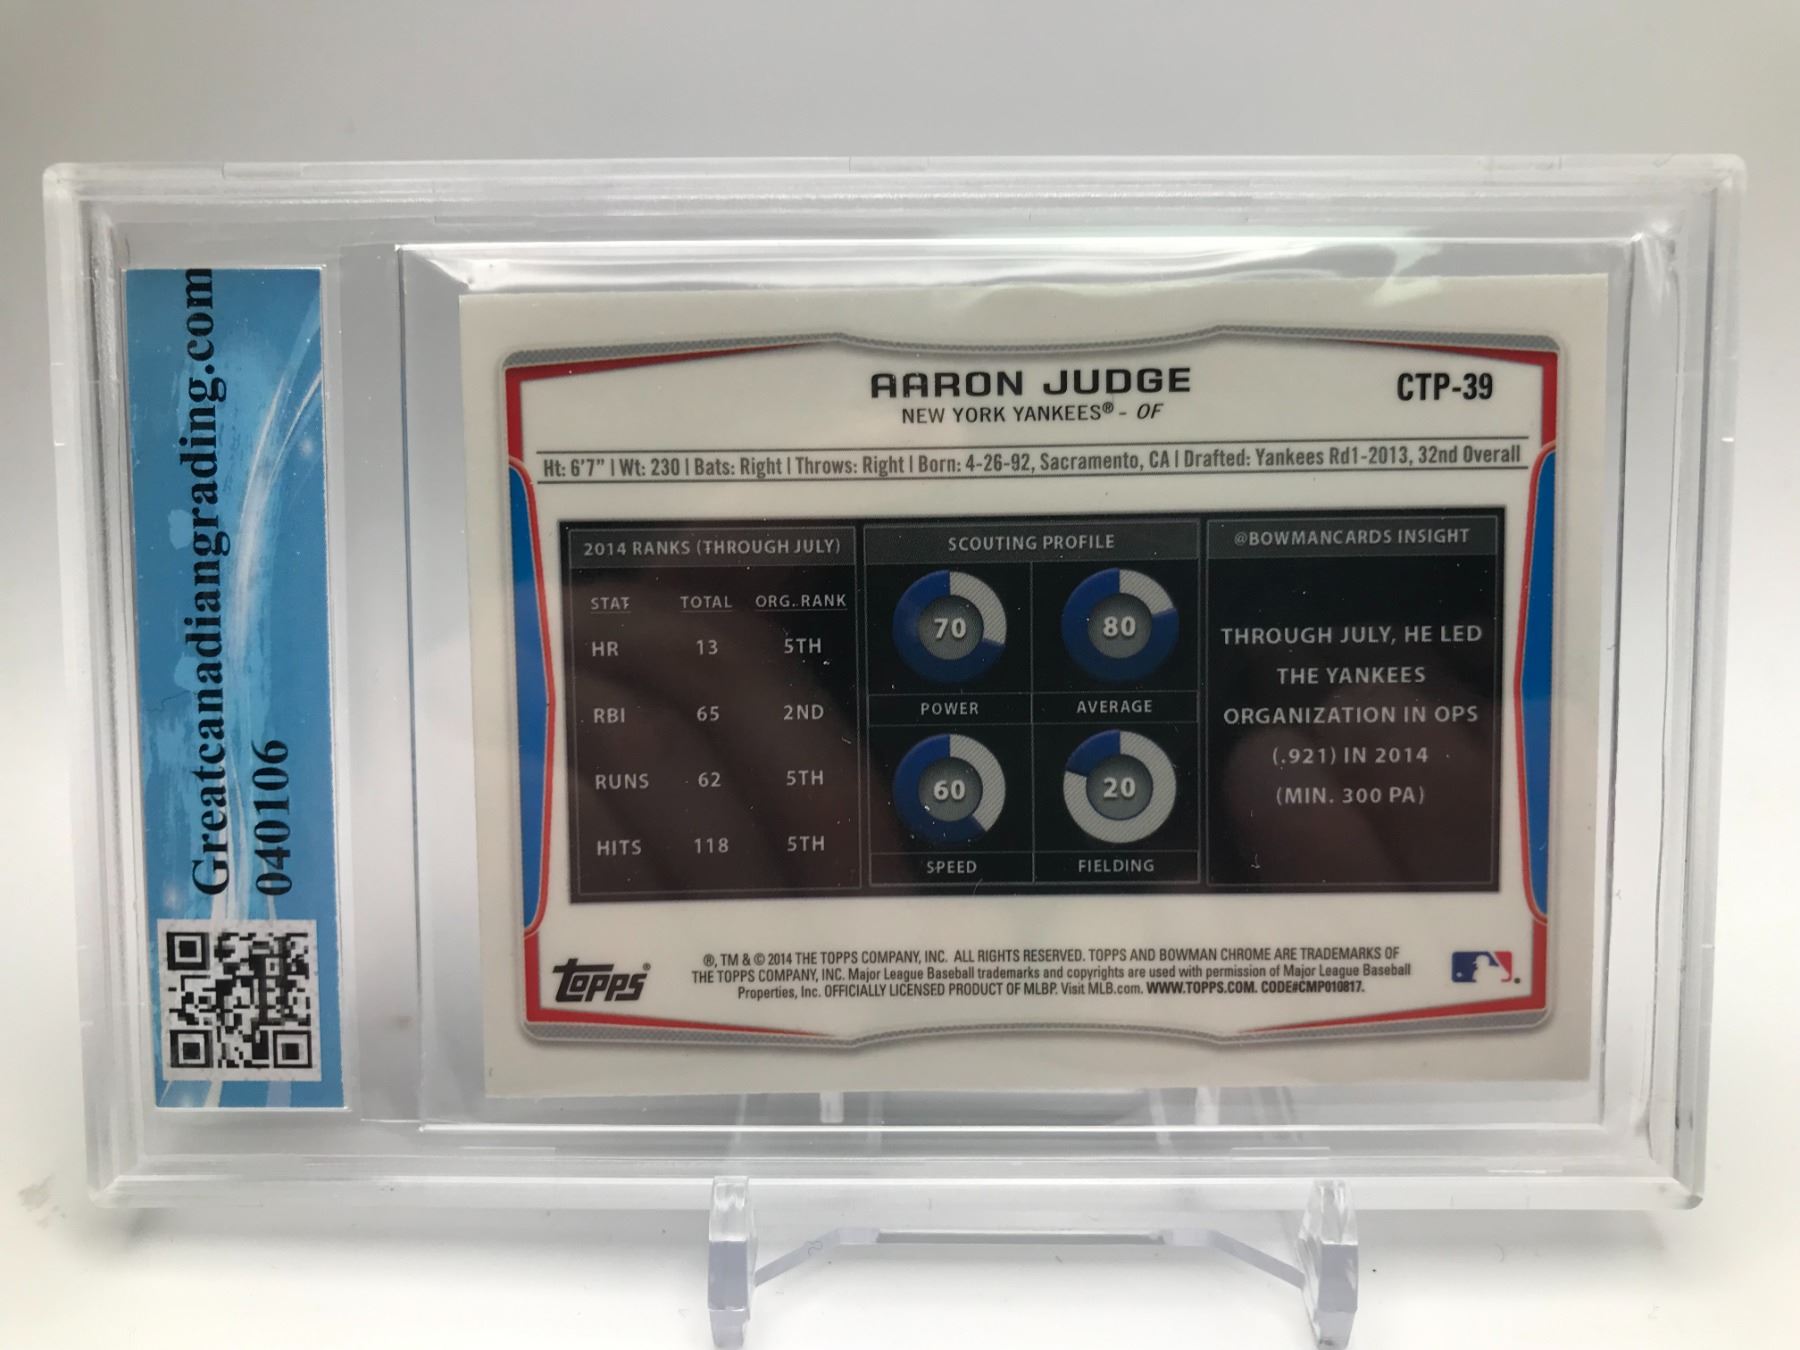 Greatcanadiangrading.com
040106
AARON JUDGE
CTP-39
NEW YORK YANKEES® - OF
Ht: 6'7" | Wt: 230 | Bats: Right | Throws: Right | Born: 4-26-92, Sacramento, CA | Drafted: Yankees Rd1-2013, 32nd Overall
2014 RANKS (THROUGH JULY)
STAT TOTAL ORG. RANK
HR 13 5TH
RBI 65 2ND
RUNS 62 5TH
HITS 118 5TH
SCOUTING PROFILE
70
POWER
80
AVERAGE
60
SPEED
20
FIELDING
@BOWMANCARDS INSIGHT
THROUGH JULY, HE LED
THE YANKEES
ORGANIZATION IN OPS
(.921) IN 2014
(MIN. 300 PA)
Topps®
®, TM & © 2014 THE TOPPS COMPANY, INC. ALL RIGHTS RESERVED. TOPPS AND BOWMAN CHROME ARE TRADEMARKS OF
THE TOPPS COMPANY, INC. Major League Baseball trademarks and copyrights are used with permission of Major League Baseball
Properties, Inc. OFFICIALLY LICENSED PRODUCT OF MLBP. Visit MLB.com. WWW.TOPPS.COM. CODE#CMP010817.